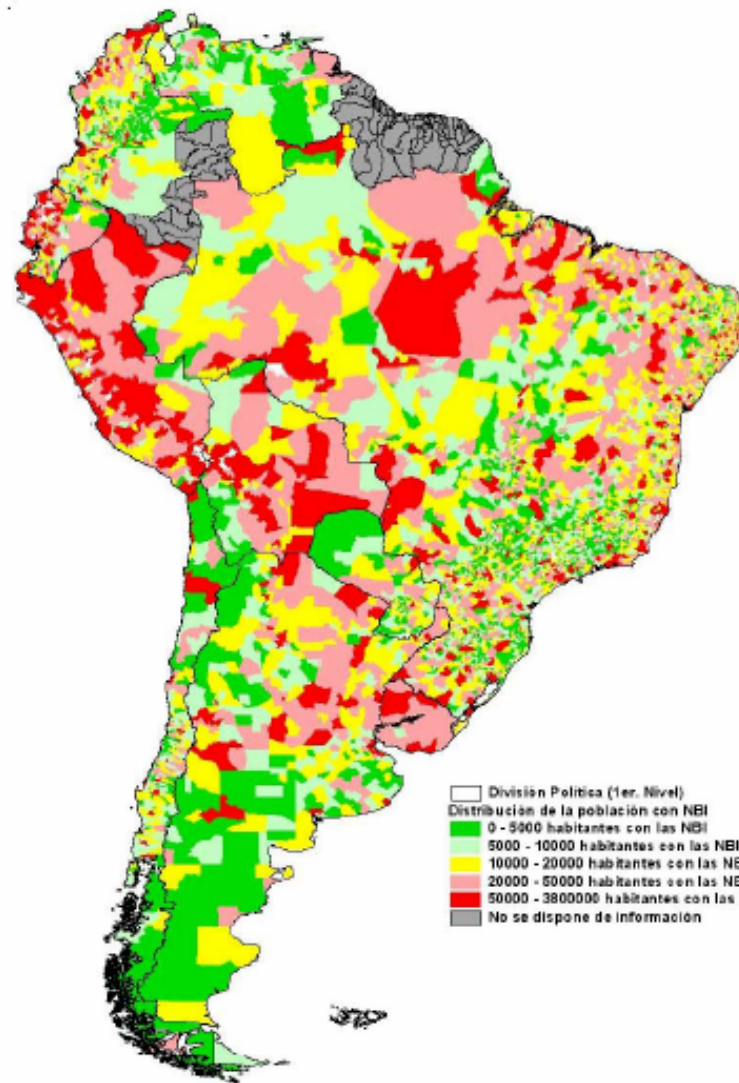 División Política (1er. Nivel)
Distribución de la población con NBI
0 - 5000 habitantes con las NBI
5000 - 10000 habitantes con las NBI
10000 - 20000 habitantes con las NB
20000 - 50000 habitantes con las NB
50000 - 3800000 habitantes con las
No se dispone de información